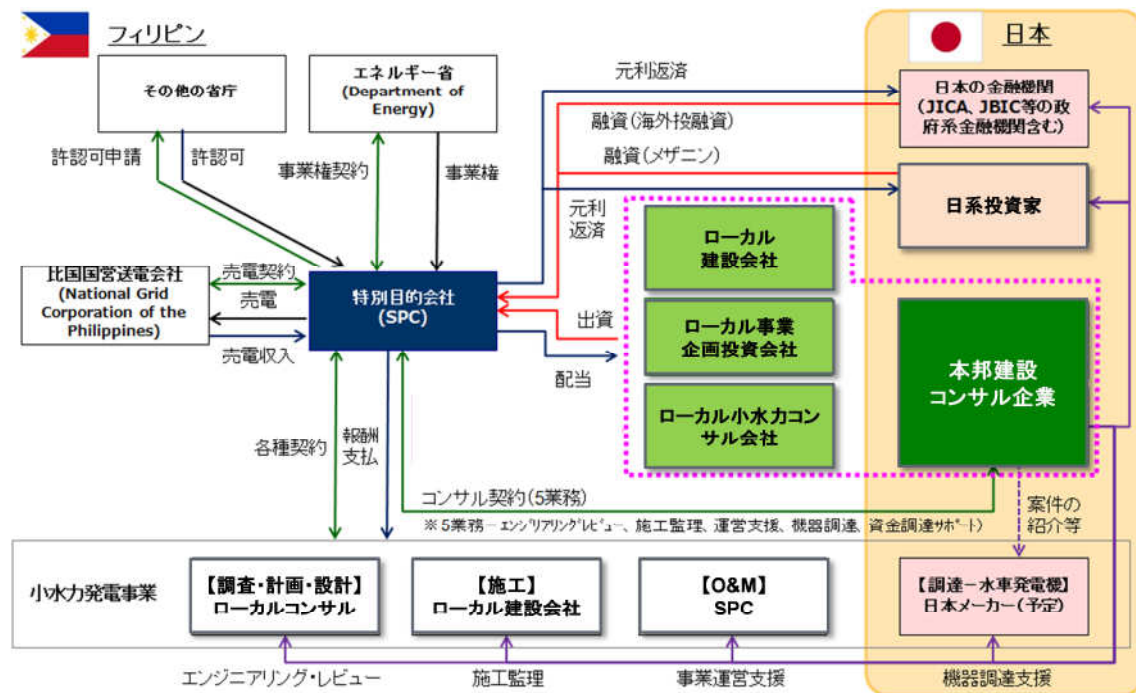 フィリピン
日本
その他の省庁
エネルギー省
(Department of
Energy)
元利返済
融資(海外投融資)
融資(メザニン)
日本の金融機関
(JICA、JBIC等の政
府系金融機関含む)
日系投資家
許認可申請
許認可
事業権契約
事業権
元利
返済
ローカル
建設会社
比国国営送電会社
(National Grid
Corporation of the
Philippines)
売電契約
売電
売電収入
特別目的会社
(SPC)
出資
配当
ローカル事業
企画投資会社
ローカル小水力コン
サル会社
本邦建設
コンサル企業
各種契約
報酬
支払
コンサル契約(5業務)
※5業務－エンジリアリングレビュー、施工監理、運営支援、機器調達、資金調達サポート)
案件の
紹介等
小水力発電事業
【調査・計画・設計】
ローカルコンサル
【施工】
ローカル建設会社
【O&M】
SPC
【調達－水車発電機】
日本メーカー(予定)
エンジニアリング・レビュー
施工監理
事業運営支援
機器調達支援